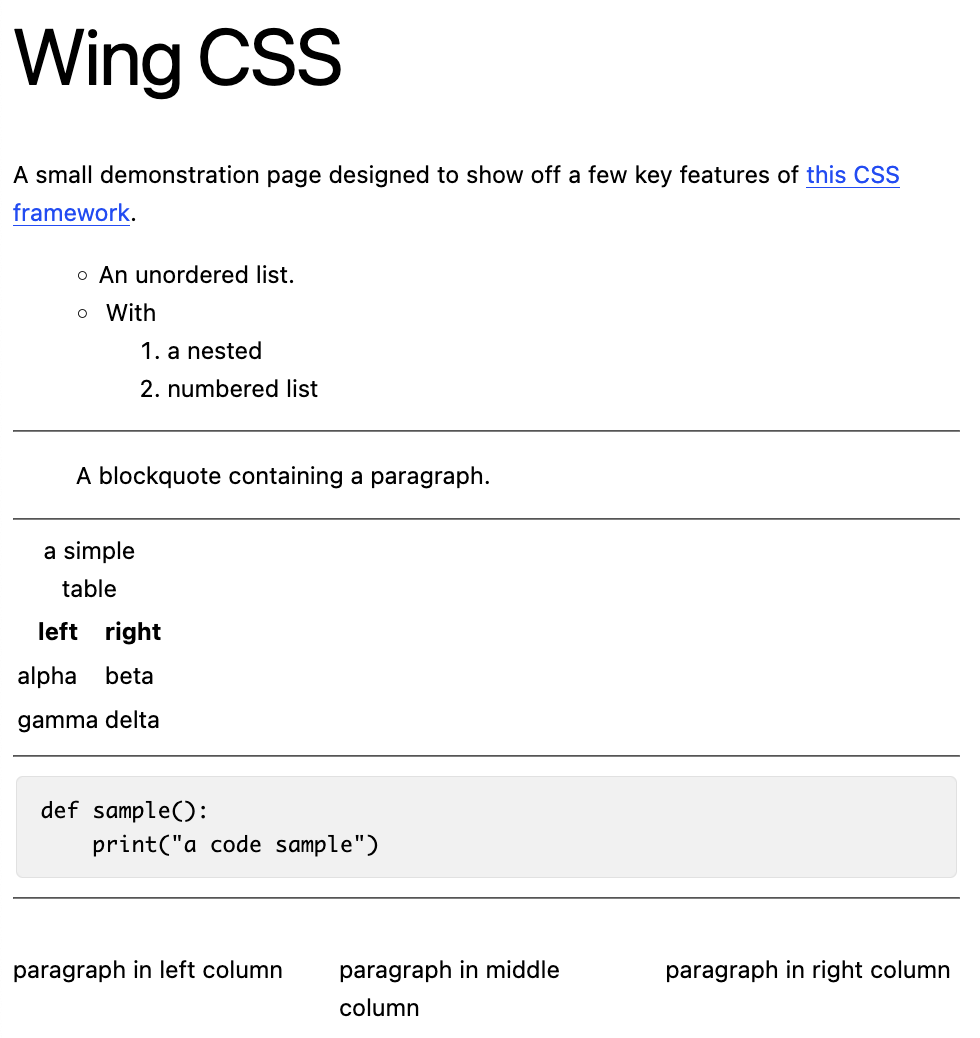 Wing CSS
A small demonstration page designed to show off a few key features of this CSS
framework.
An unordered list.
With
1. a nested
2. numbered list
A blockquote containing a paragraph.
a simple
table
left right
alpha beta
gamma delta
def sample():
    print("a code sample")
paragraph in left column
paragraph in middle
column
paragraph in right column